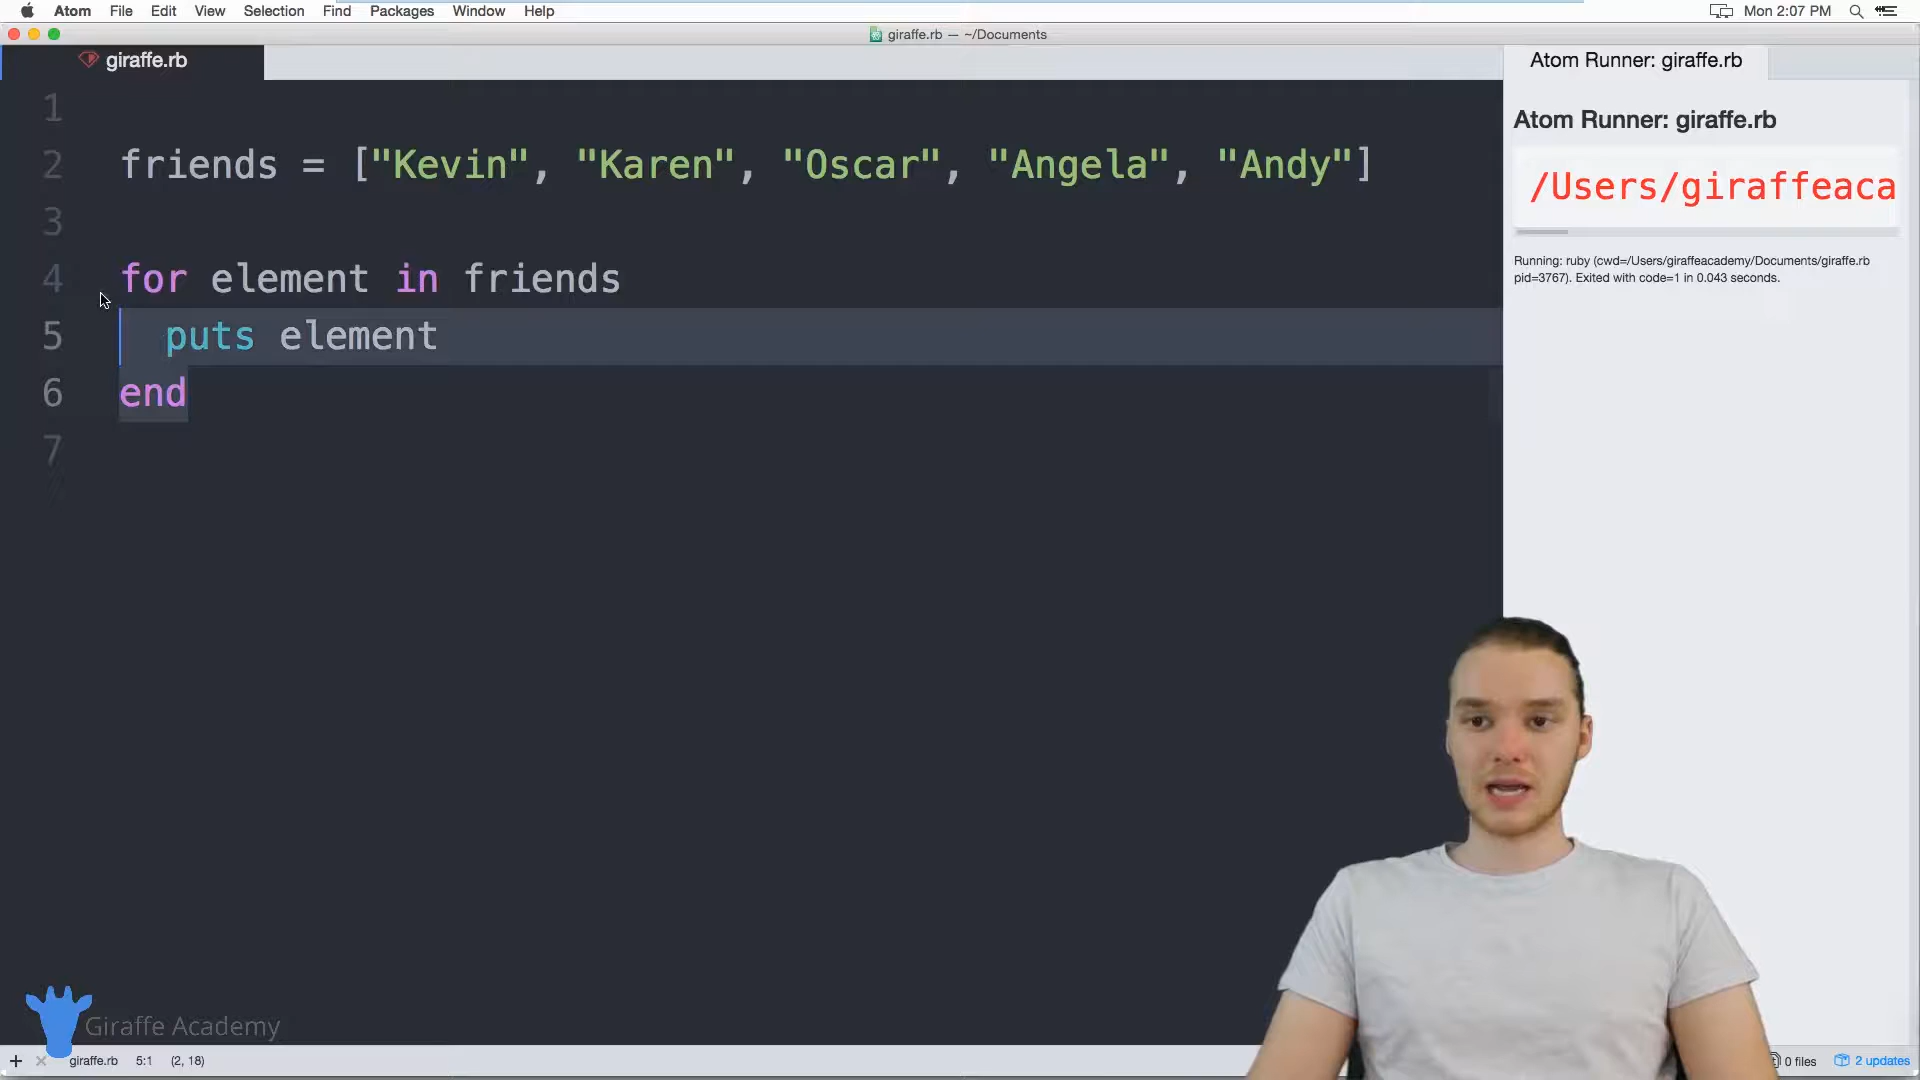 Atom File Edit View Selection Find Packages Window Help
Mon 2:07 PM
giraffe.rb — ~/Documents
giraffe.rb
Atom Runner: giraffe.rb
1
2 friends = ["Kevin", "Karen", "Oscar", "Angela", "Andy"]
3
4 for element in friends
5 puts element
6 end
7
Atom Runner: giraffe.rb
/Users/giraffeaca
Running: ruby (cwd=/Users/giraffeacademy/Documents/giraffe.rb
pid=3767). Exited with code=1 in 0.043 seconds.
Giraffe Academy
giraffe.rb 5:1 (2, 18)
0 files 2 updates